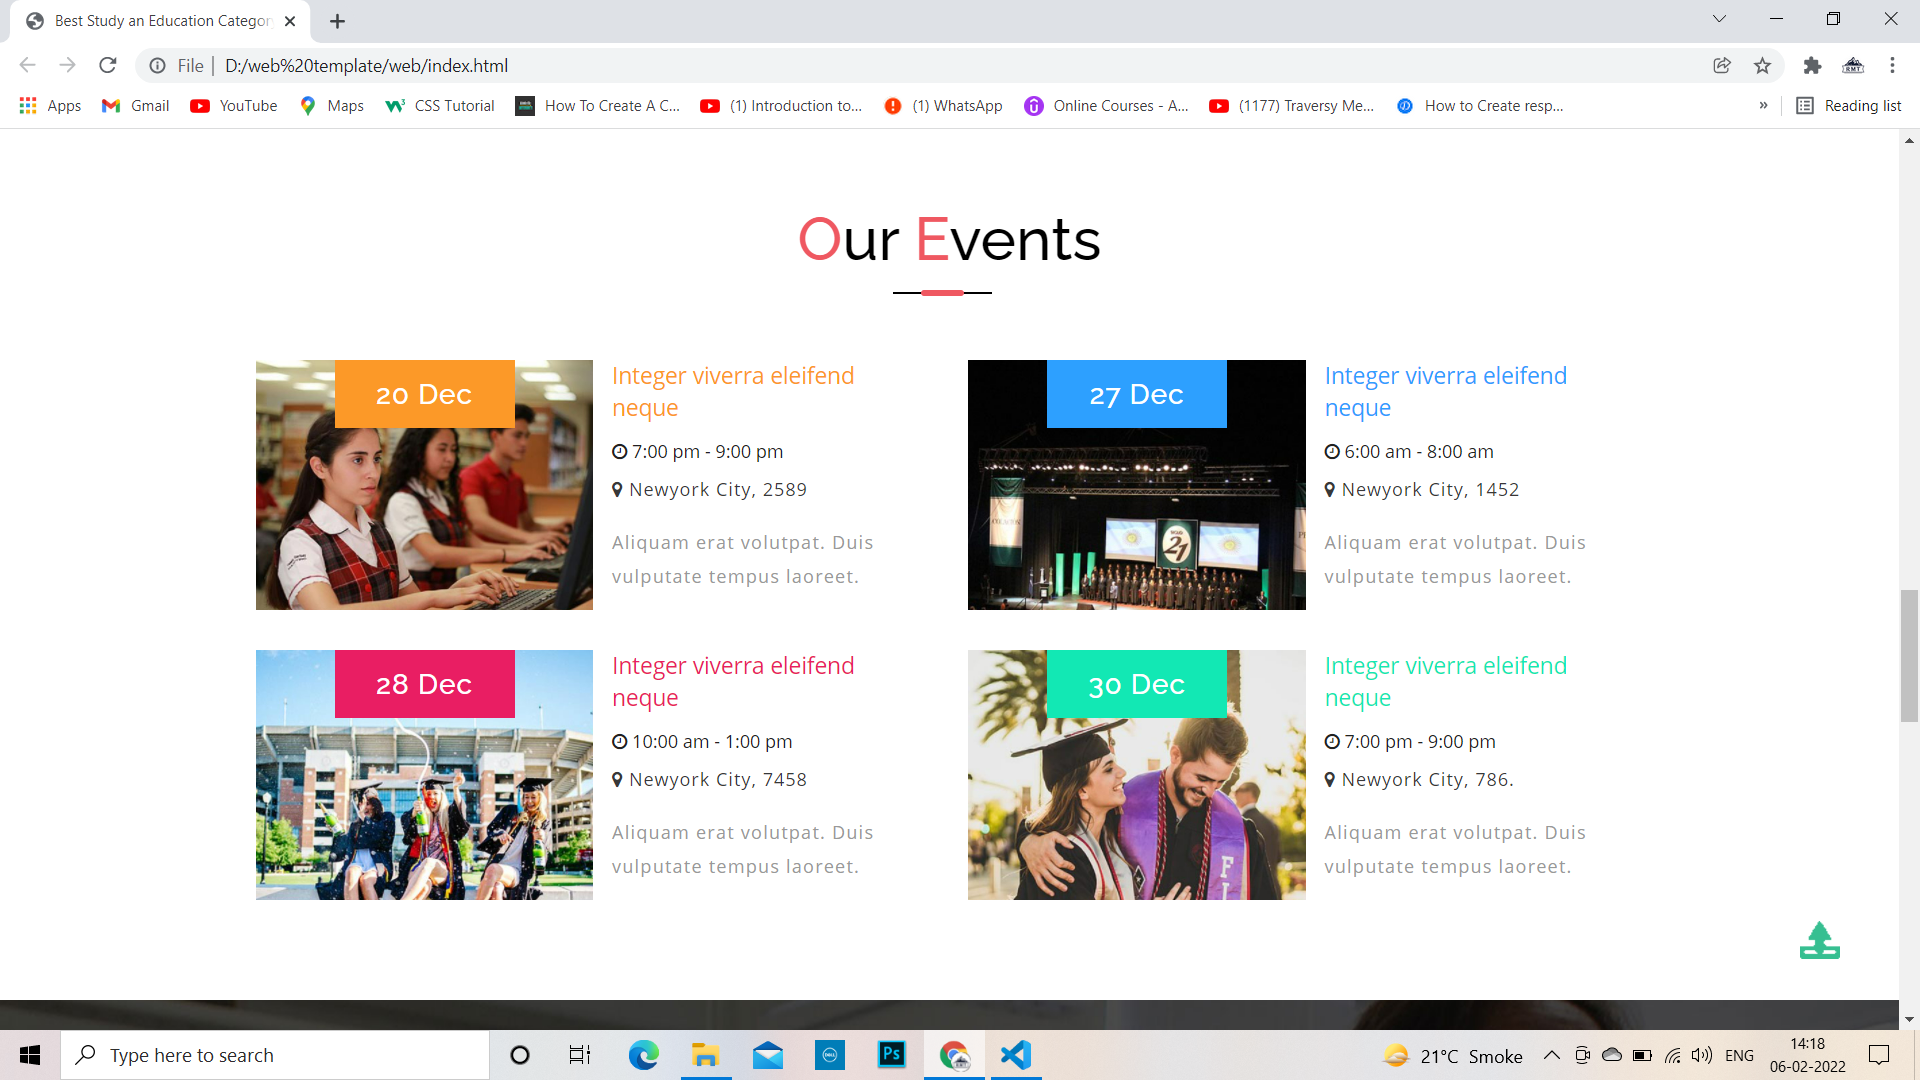 Best Study an Education Categor
File
D:/web%20template/web/index.html
Apps
Gmail
YouTube
Maps
CSS Tutorial
How To Create A C...
(1) Introduction to...
(1) WhatsApp
Online Courses - A...
(1177) Traversy Me...
How to Create resp...
»
Reading list
Our Events
20 Dec
Integer viverra eleifend
neque
7:00 pm - 9:00 pm
Newyork City, 2589
Aliquam erat volutpat. Duis
vulputate tempus laoreet.
27 Dec
21
Integer viverra eleifend
neque
6:00 am - 8:00 am
Newyork City, 1452
Aliquam erat volutpat. Duis
vulputate tempus laoreet.
28 Dec
Integer viverra eleifend
neque
10:00 am - 1:00 pm
Newyork City, 7458
Aliquam erat volutpat. Duis
vulputate tempus laoreet.
30 Dec
Integer viverra eleifend
neque
7:00 pm - 9:00 pm
Newyork City, 786.
Aliquam erat volutpat. Duis
vulputate tempus laoreet.
Type here to search
DELL
Ps
21°C Smoke
ENG
14:18
06-02-2022